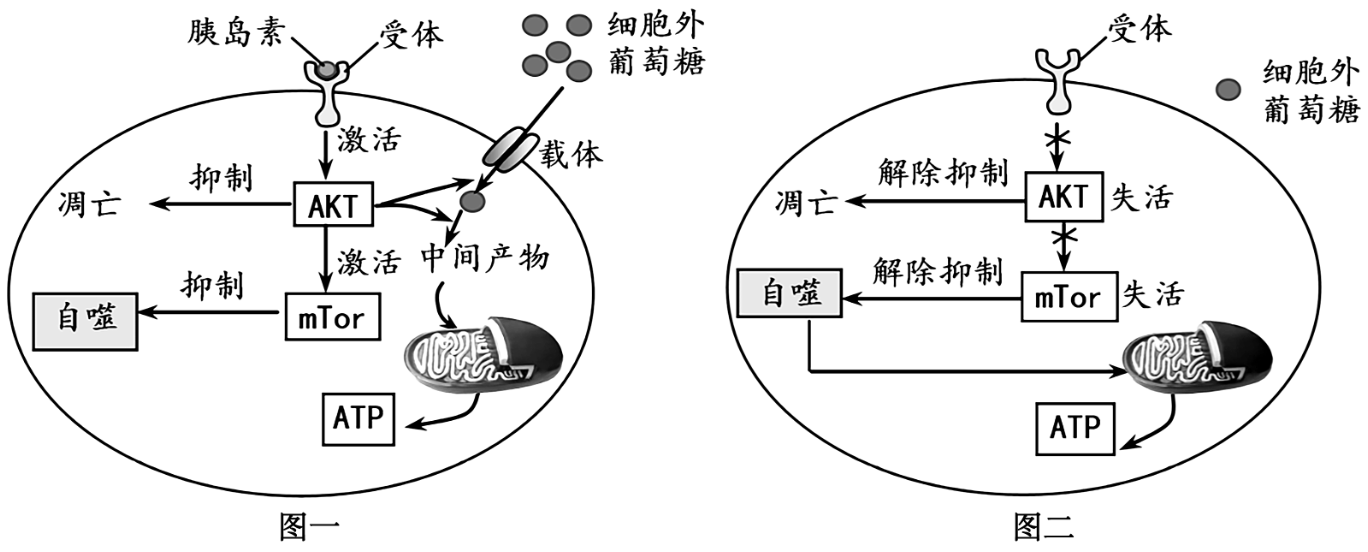 胰岛素
受体
细胞外
葡萄糖
激活
载体
抑制
凋亡
AKT
激活
中间产物
抑制
自噬
mTor
ATP
图一
受体
细胞外
葡萄糖
解除抑制
凋亡
AKT
失活
解除抑制
自噬
mTor
失活
ATP
图二